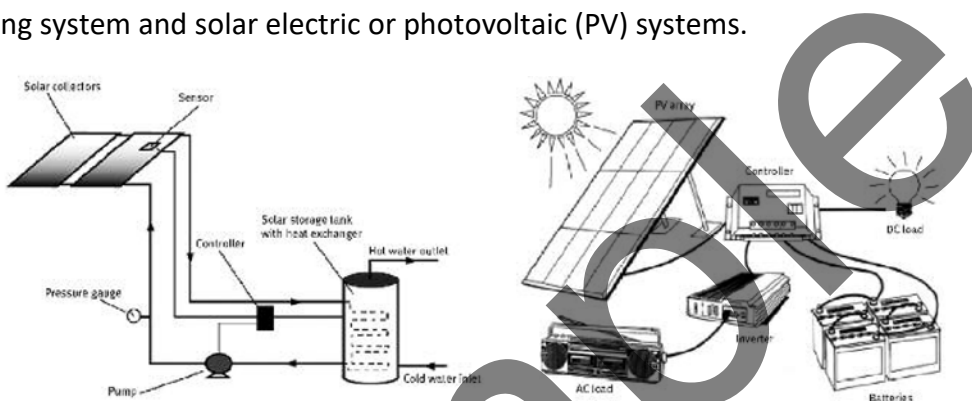 ng system and solar electric or photovoltaic (PV) systems.
Solar collectors
Sensor
Solar storage tank
with heat exchanger
Hot water outlet
Controller
Pressure gauge
Pump
Cold water inlet
PV array
Controller
DC load
Inverter
AC load
Batteries
ple